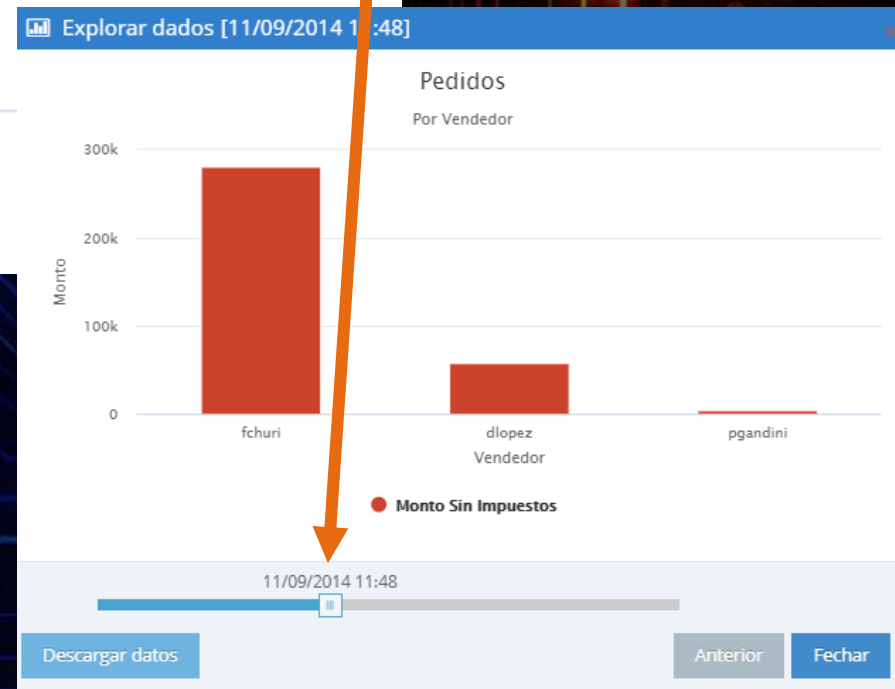 Explorar dados [11/09/2014 1 :48]
Pedidos
Por Vendedor
300k
200k
100k
0
Monto
fchuri
dlopez
pgandini
Vendedor
Monto Sin Impuestos
11/09/2014 11:48
Descargar datos
Anterior
Fechar